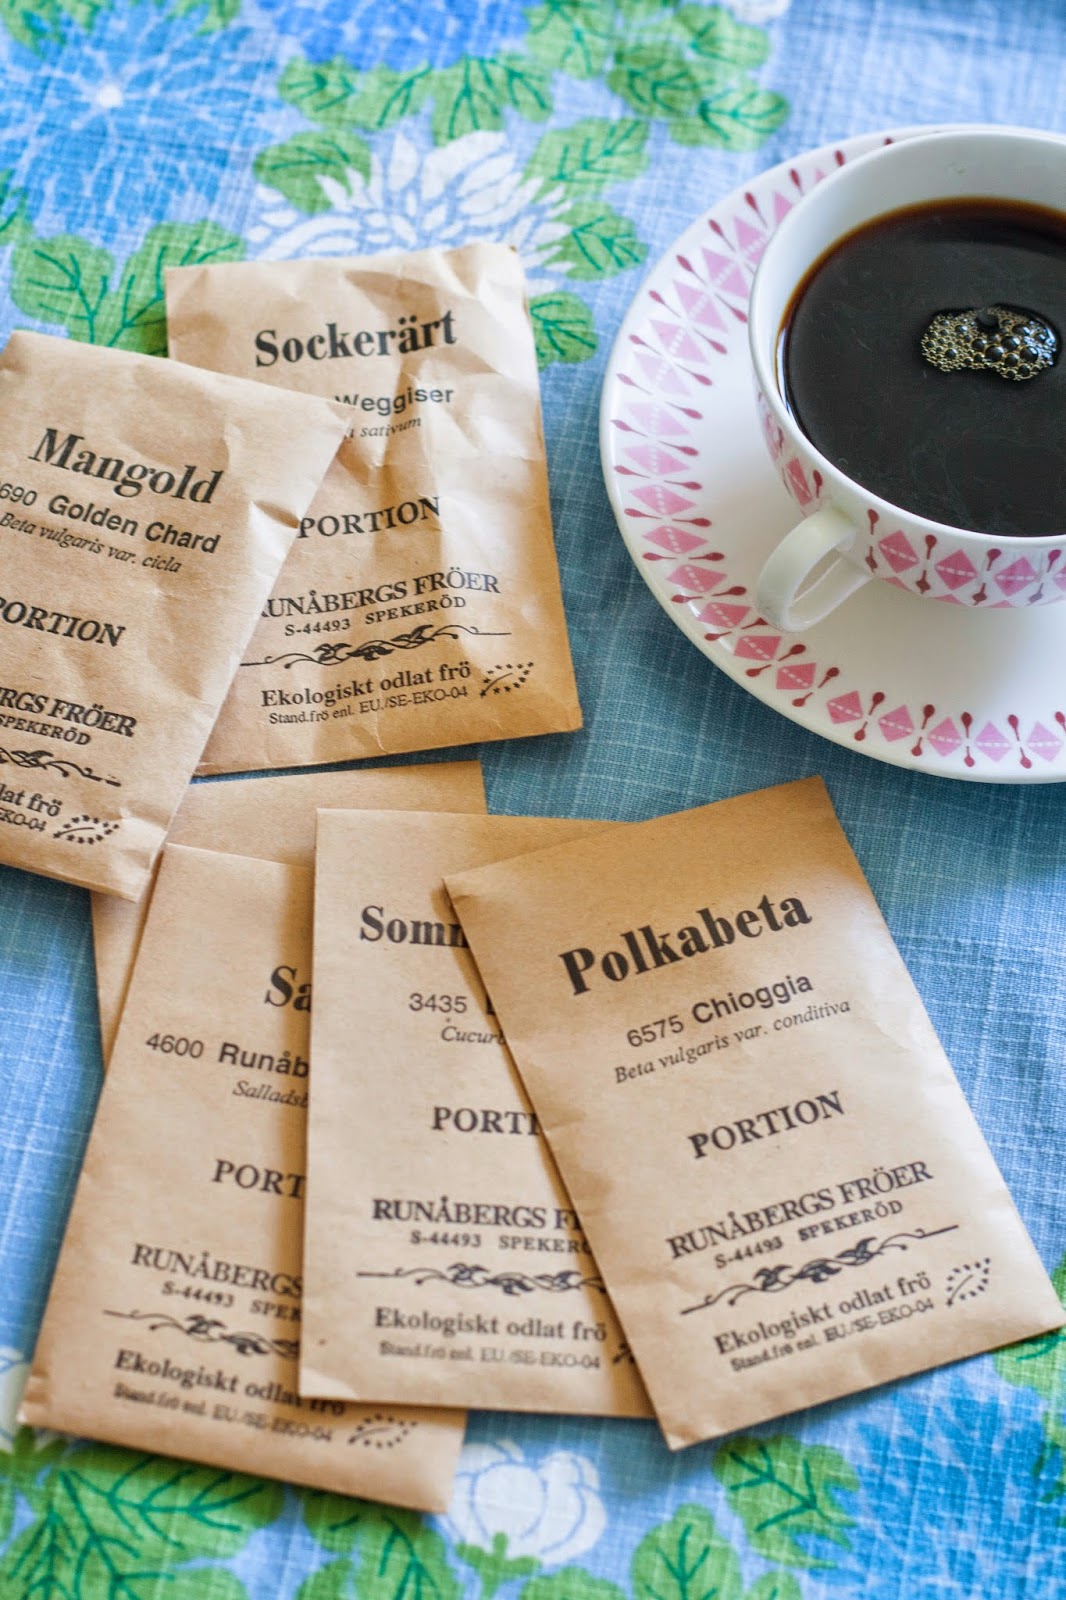 Sockerärt
Weggiser
sativum
PORTION
RUNÅBERGS FRÖER
S-44493 SPEKERÖD
Ekologiskt odlat frö
Stand.frö enl. EU./SE-EKO-04
Mangold
690 Golden Chard
Beta vulgaris var. cicla
PORTION
RGS FRÖER
SPEKERÖD
lat frö
EKO-04
Sa
4600 Runåb
Salladsb
PORT
RUNÅBERGS
S-44493 SPE
Ekologiskt odlat frö
Stand.frö enl. EU./SE-EKO-04
Somm
3435
Cucurb
PORTI
RUNÅBERGS F
S-44493 SPEKERÖ
Ekologiskt odlat frö
Stand.frö enl. EU./SE-EKO-04
Polkabeta
6575 Chioggia
Beta vulgaris var. conditiva
PORTION
RUNÅBERGS FRÖER
S-44493 SPEKERÖD
Ekologiskt odlat frö
Stand.frö enl. EU./SE-EKO-04